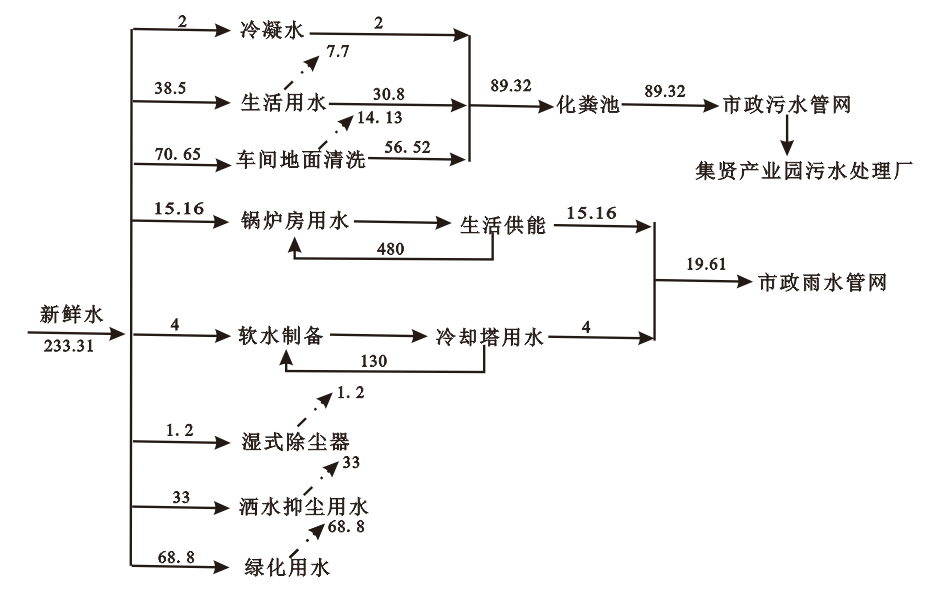 2
冷凝水
2
7.7
38.5
生活用水
30.8
89.32
化粪池
89.32
市政污水管网
14.13
70.65
车间地面清洗
56.52
集贤产业园污水处理厂
15.16
锅炉房用水
生活供能
15.16
480
19.61
市政雨水管网
新鲜水
233.31
4
软水制备
冷却塔用水
4
130
1.2
1.2
湿式除尘器
33
33
洒水抑尘用水
68.8
68.8
绿化用水